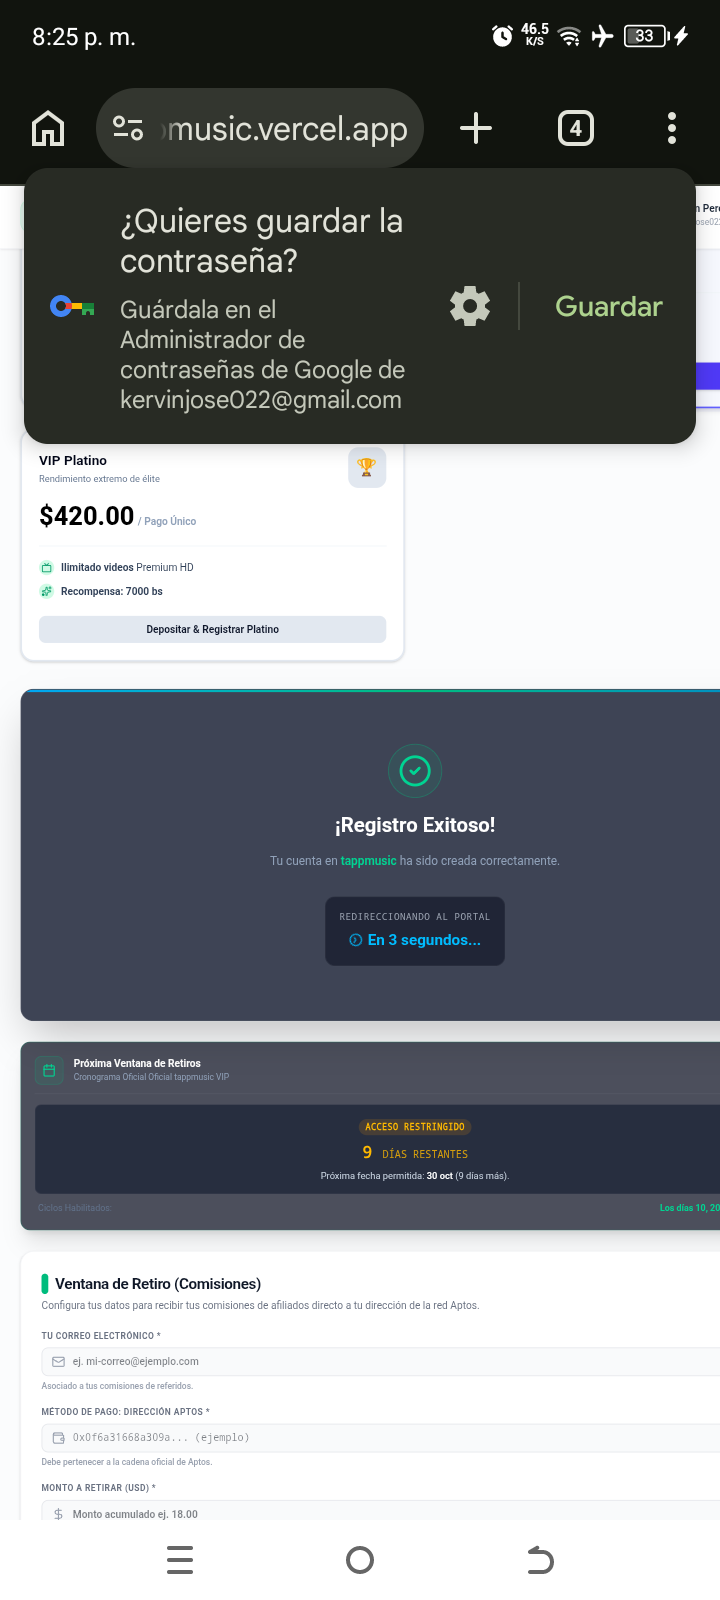 8:25 p. m.
46.5
K/S
33
music.vercel.app
4
¿Quieres guardar la
contraseña?
Guárdala en el
Administrador de
contraseñas de Google de
kervinjose022@gmail.com
Guardar
VIP Platino
Rendimiento extremo de élite
🏆
$420.00 / Pago Único
Ilimitado videos Premium HD
Recompensa: 7000 bs
Depositar & Registrar Platino
¡Registro Exitoso!
Tu cuenta en tappmusic ha sido creada correctamente.
REDIRECCIONANDO AL PORTAL
En 3 segundos...
Próxima Ventana de Retiros
Cronograma Oficial Oficial tappmusic VIP
ACCESO RESTRINGIDO
9 DÍAS RESTANTES
Próxima fecha permitida: 30 oct (9 días más).
Ciclos Habilitados:
Los días 10, 20
Ventana de Retiro (Comisiones)
Configura tus datos para recibir tus comisiones de afiliados directo a tu dirección de la red Aptos.
TU CORREO ELECTRÓNICO *
ej. mi-correo@ejemplo.com
Asociado a tus comisiones de referidos.
MÉTODO DE PAGO: DIRECCIÓN APTOS *
0x0f6a31668a309a... (ejemplo)
Debe pertenecer a la cadena oficial de Aptos.
MONTO A RETIRAR (USD) *
$ Monto acumulado ej. 18.00